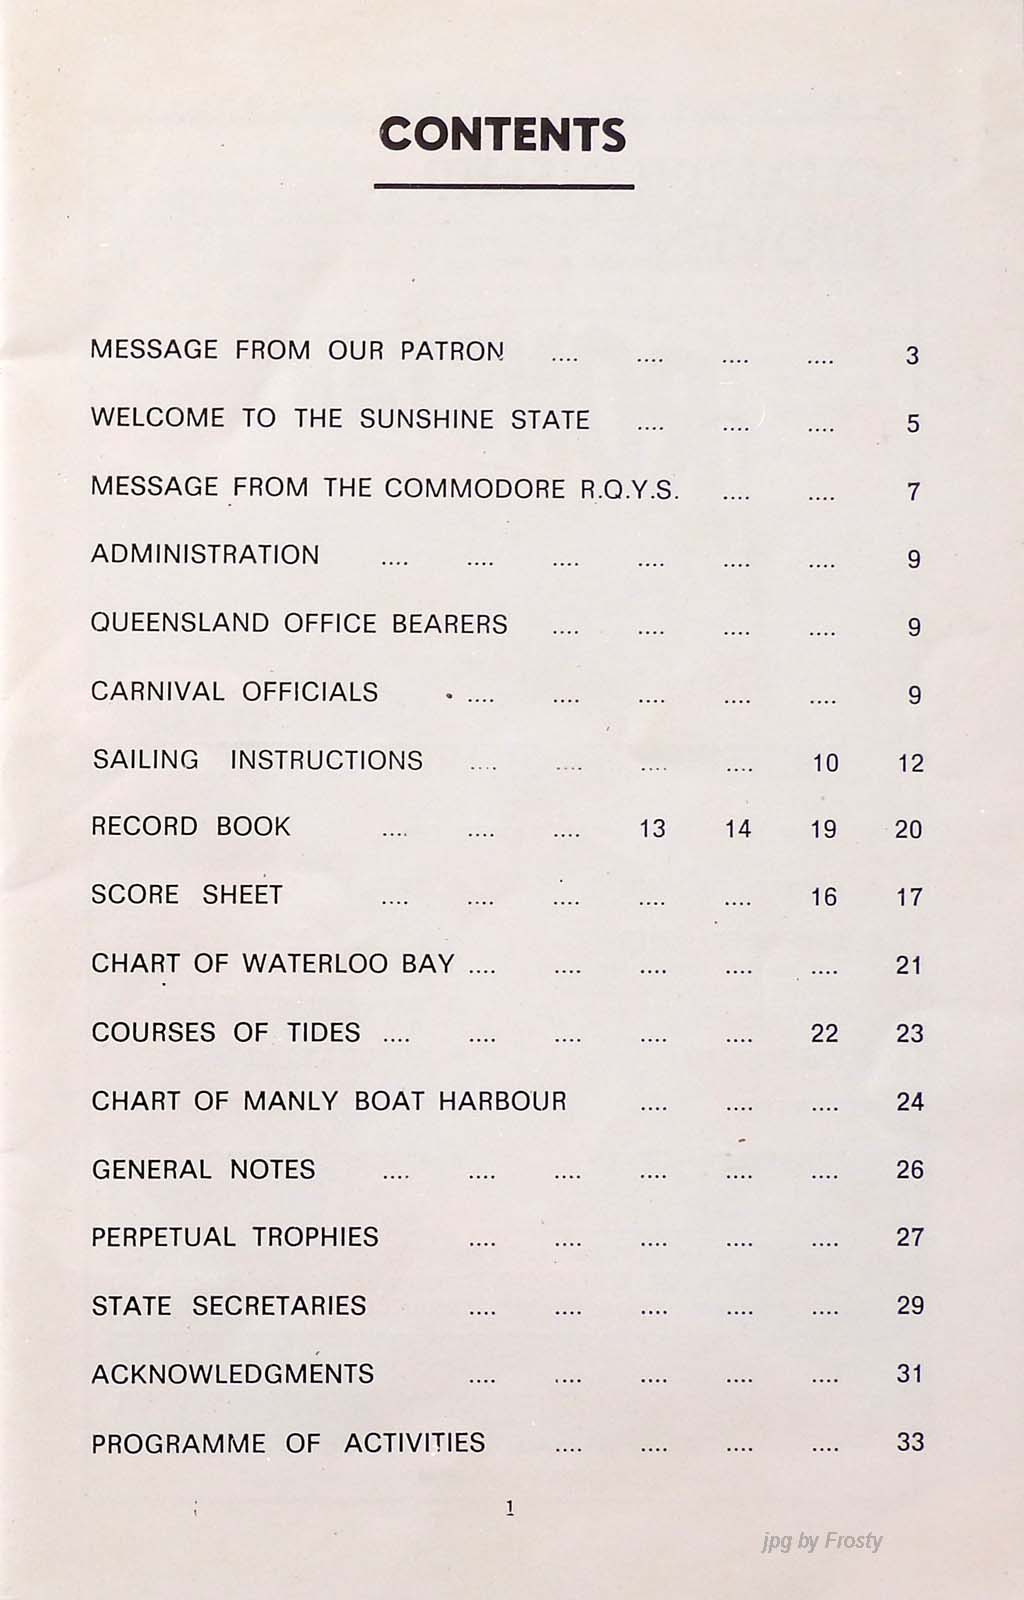 CONTENTS
MESSAGE FROM OUR PATRON .... .... .... .... 3
WELCOME TO THE SUNSHINE STATE .... .... .... 5
MESSAGE FROM THE COMMODORE R.Q.Y.S. .... .... 7
ADMINISTRATION .... .... .... .... .... .... 9
QUEENSLAND OFFICE BEARERS .... .... .... .... 9
CARNIVAL OFFICIALS .... .... .... .... .... 9
SAILING INSTRUCTIONS .... .... .... .... 10 12
RECORD BOOK .... .... .... 13 14 19 20
SCORE SHEET .... .... .... .... .... 16 17
CHART OF WATERLOO BAY .... .... .... .... .... 21
COURSES OF TIDES .... .... .... .... .... 22 23
CHART OF MANLY BOAT HARBOUR .... .... .... 24
GENERAL NOTES .... .... .... .... .... .... 26
PERPETUAL TROPHIES .... .... .... .... .... 27
STATE SECRETARIES .... .... .... .... .... 29
ACKNOWLEDGMENTS .... .... .... .... .... 31
PROGRAMME OF ACTIVITIES .... .... .... .... 33
1
jpg by Frosty